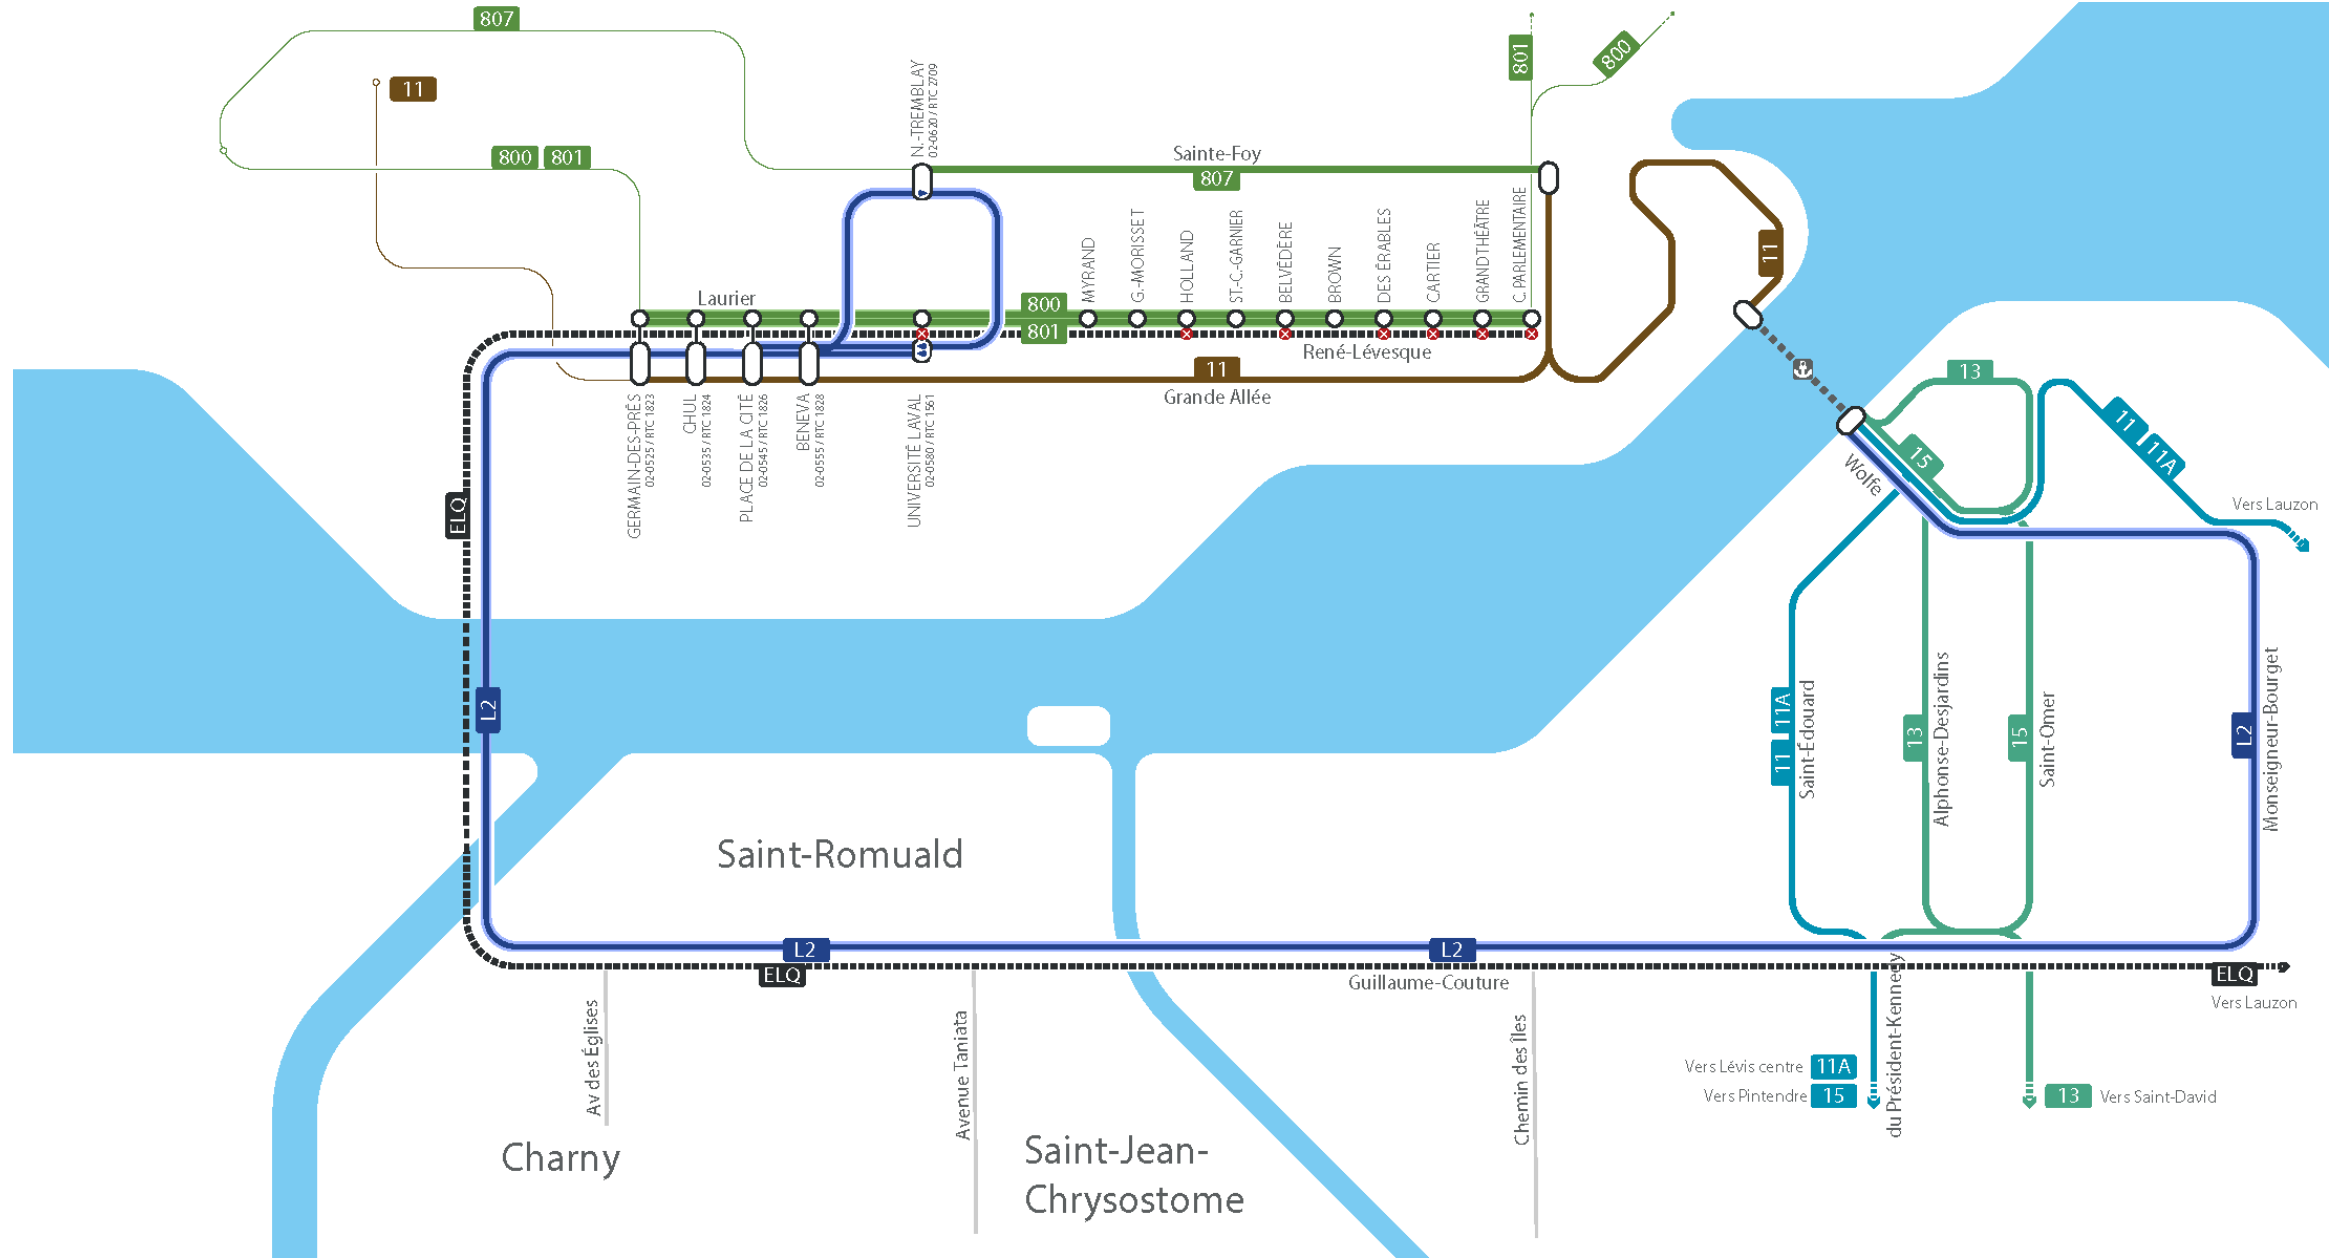 807
11
800 801
N.-TREMBLAY
02-0620 / RTC 2709
801
800
Sainte-Foy
807
Laurier
800
801
MYRAND
G.-MORISSET
HOLLAND
ST.-C.-GARNIER
BELVÉDÈRE
BROWN
DES ÉRABLES
CARTIER
GRAND THÉÂTRE
C. PARLEMENTAIRE
René-Lévesque
11
Grande Allée
11
GERMAIN-DES-PRÉS
02-0525 / RTC 1823
CHUL
02-0535 / RTC 1824
PLACE DE LA CITÉ
02-0545 / RTC 1826
BENEVA
02-0555 / RTC 1828
UNIVERSITÉ LAVAL
02-0580 / RTC 1561
13
15
11 11A
Wolfe
Vers Lauzon
ELQ
L2
11 11A
Saint-Édouard
13
Alphonse-Desjardins
15
Saint-Omer
L2
Monseigneur-Bourget
Saint-Romuald
L2
ELQ
L2
Guillaume-Couture
ELQ
Vers Lauzon
Av des Églises
Avenue Taniata
Chemin des Îles
du Président-Kennedy
Vers Lévis centre 11A
Vers Pintendre 15
13 Vers Saint-David
Charny
Saint-Jean-
Chrysostome